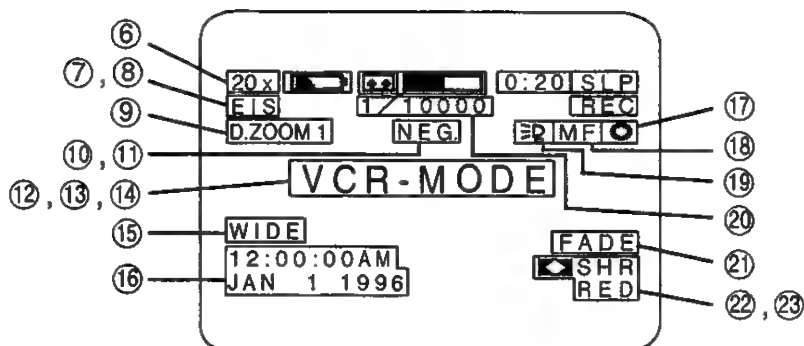 ⑥
20x 0:20 SLP
⑦, ⑧
EIS 1/10000 REC
⑨ ⑰
D.ZOOM 1 NEG. MF
⑩, ⑪ ⑱
⑫, ⑬, ⑭ VCR-MODE ⑲
⑳
⑮ WIDE
FADE ㉑
12:00:00AM
⑯ SHR
JAN 1 1996
RED ㉒, ㉓